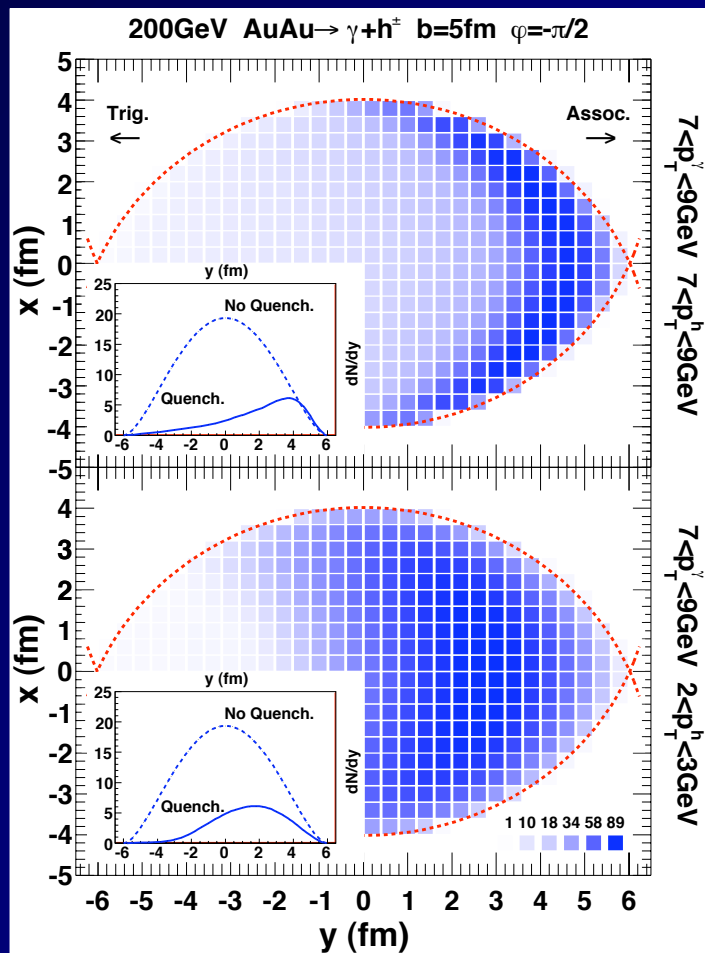 200GeV AuAu→ γ+h± b=5fm φ=-π/2
5
4
3
2
1
0
-1
-2
-3
-4
-5
x (fm)
Trig.
Assoc.
7<p_T^γ<9GeV 7<p_T^h<9GeV
y (fm)
25
20
15
10
5
0
-6 -4 -2 0 2 4 6
No Quench.
Quench.
dN/dy
4
3
2
1
0
-1
-2
-3
-4
-5
x (fm)
7<p_T^γ<9GeV 2<p_T^h<3GeV
y (fm)
25
20
15
10
5
0
-6 -4 -2 0 2 4 6
No Quench.
Quench.
dN/dy
1 10 18 34 58 89
-6 -5 -4 -3 -2 -1 0 1 2 3 4 5 6
y (fm)